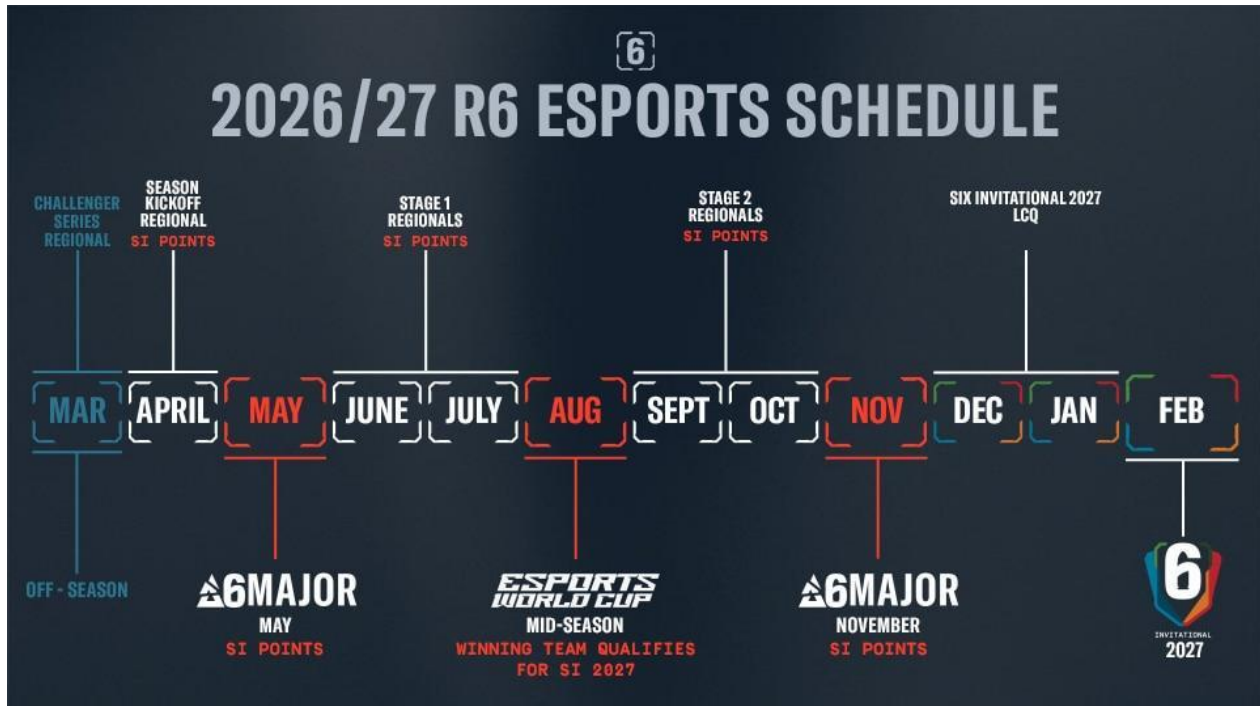 6
2026/27 R6 ESPORTS SCHEDULE
CHALLENGER
SERIES
REGIONAL
SEASON
KICKOFF
REGIONAL
SI POINTS
STAGE 1
REGIONALS
SI POINTS
STAGE 2
REGIONALS
SI POINTS
SIX INVITATIONAL 2027
LCQ
MAR
APRIL
MAY
JUNE
JULY
AUG
SEPT
OCT
NOV
DEC
JAN
FEB
OFF - SEASON
6MAJOR
MAY
SI POINTS
ESPORTS
WORLD CUP
MID-SEASON
WINNING TEAM QUALIFIES
FOR SI 2027
6MAJOR
NOVEMBER
SI POINTS
6
INVITATIONAL
2027